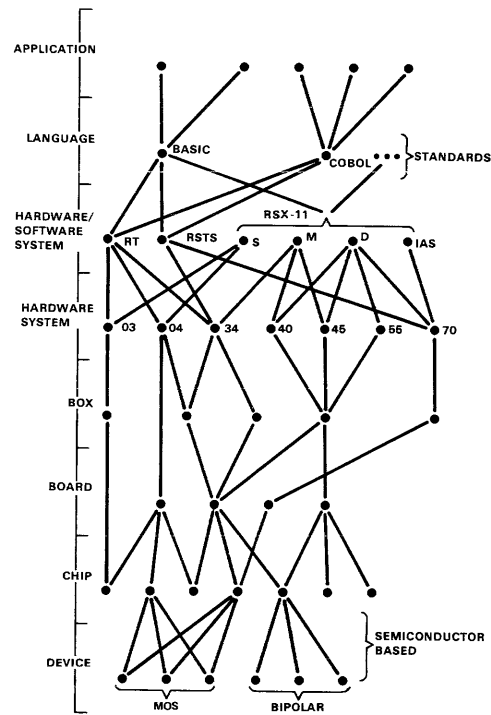 APPLICATION
LANGUAGE
BASIC
COBOL
••• STANDARDS
RSX-11
HARDWARE/
SOFTWARE
SYSTEM
RT RSTS S M D IAS
HARDWARE
SYSTEM
03 04 34 40 45 55 70
BOX
BOARD
CHIP
SEMICONDUCTOR
BASED
DEVICE
MOS BIPOLAR